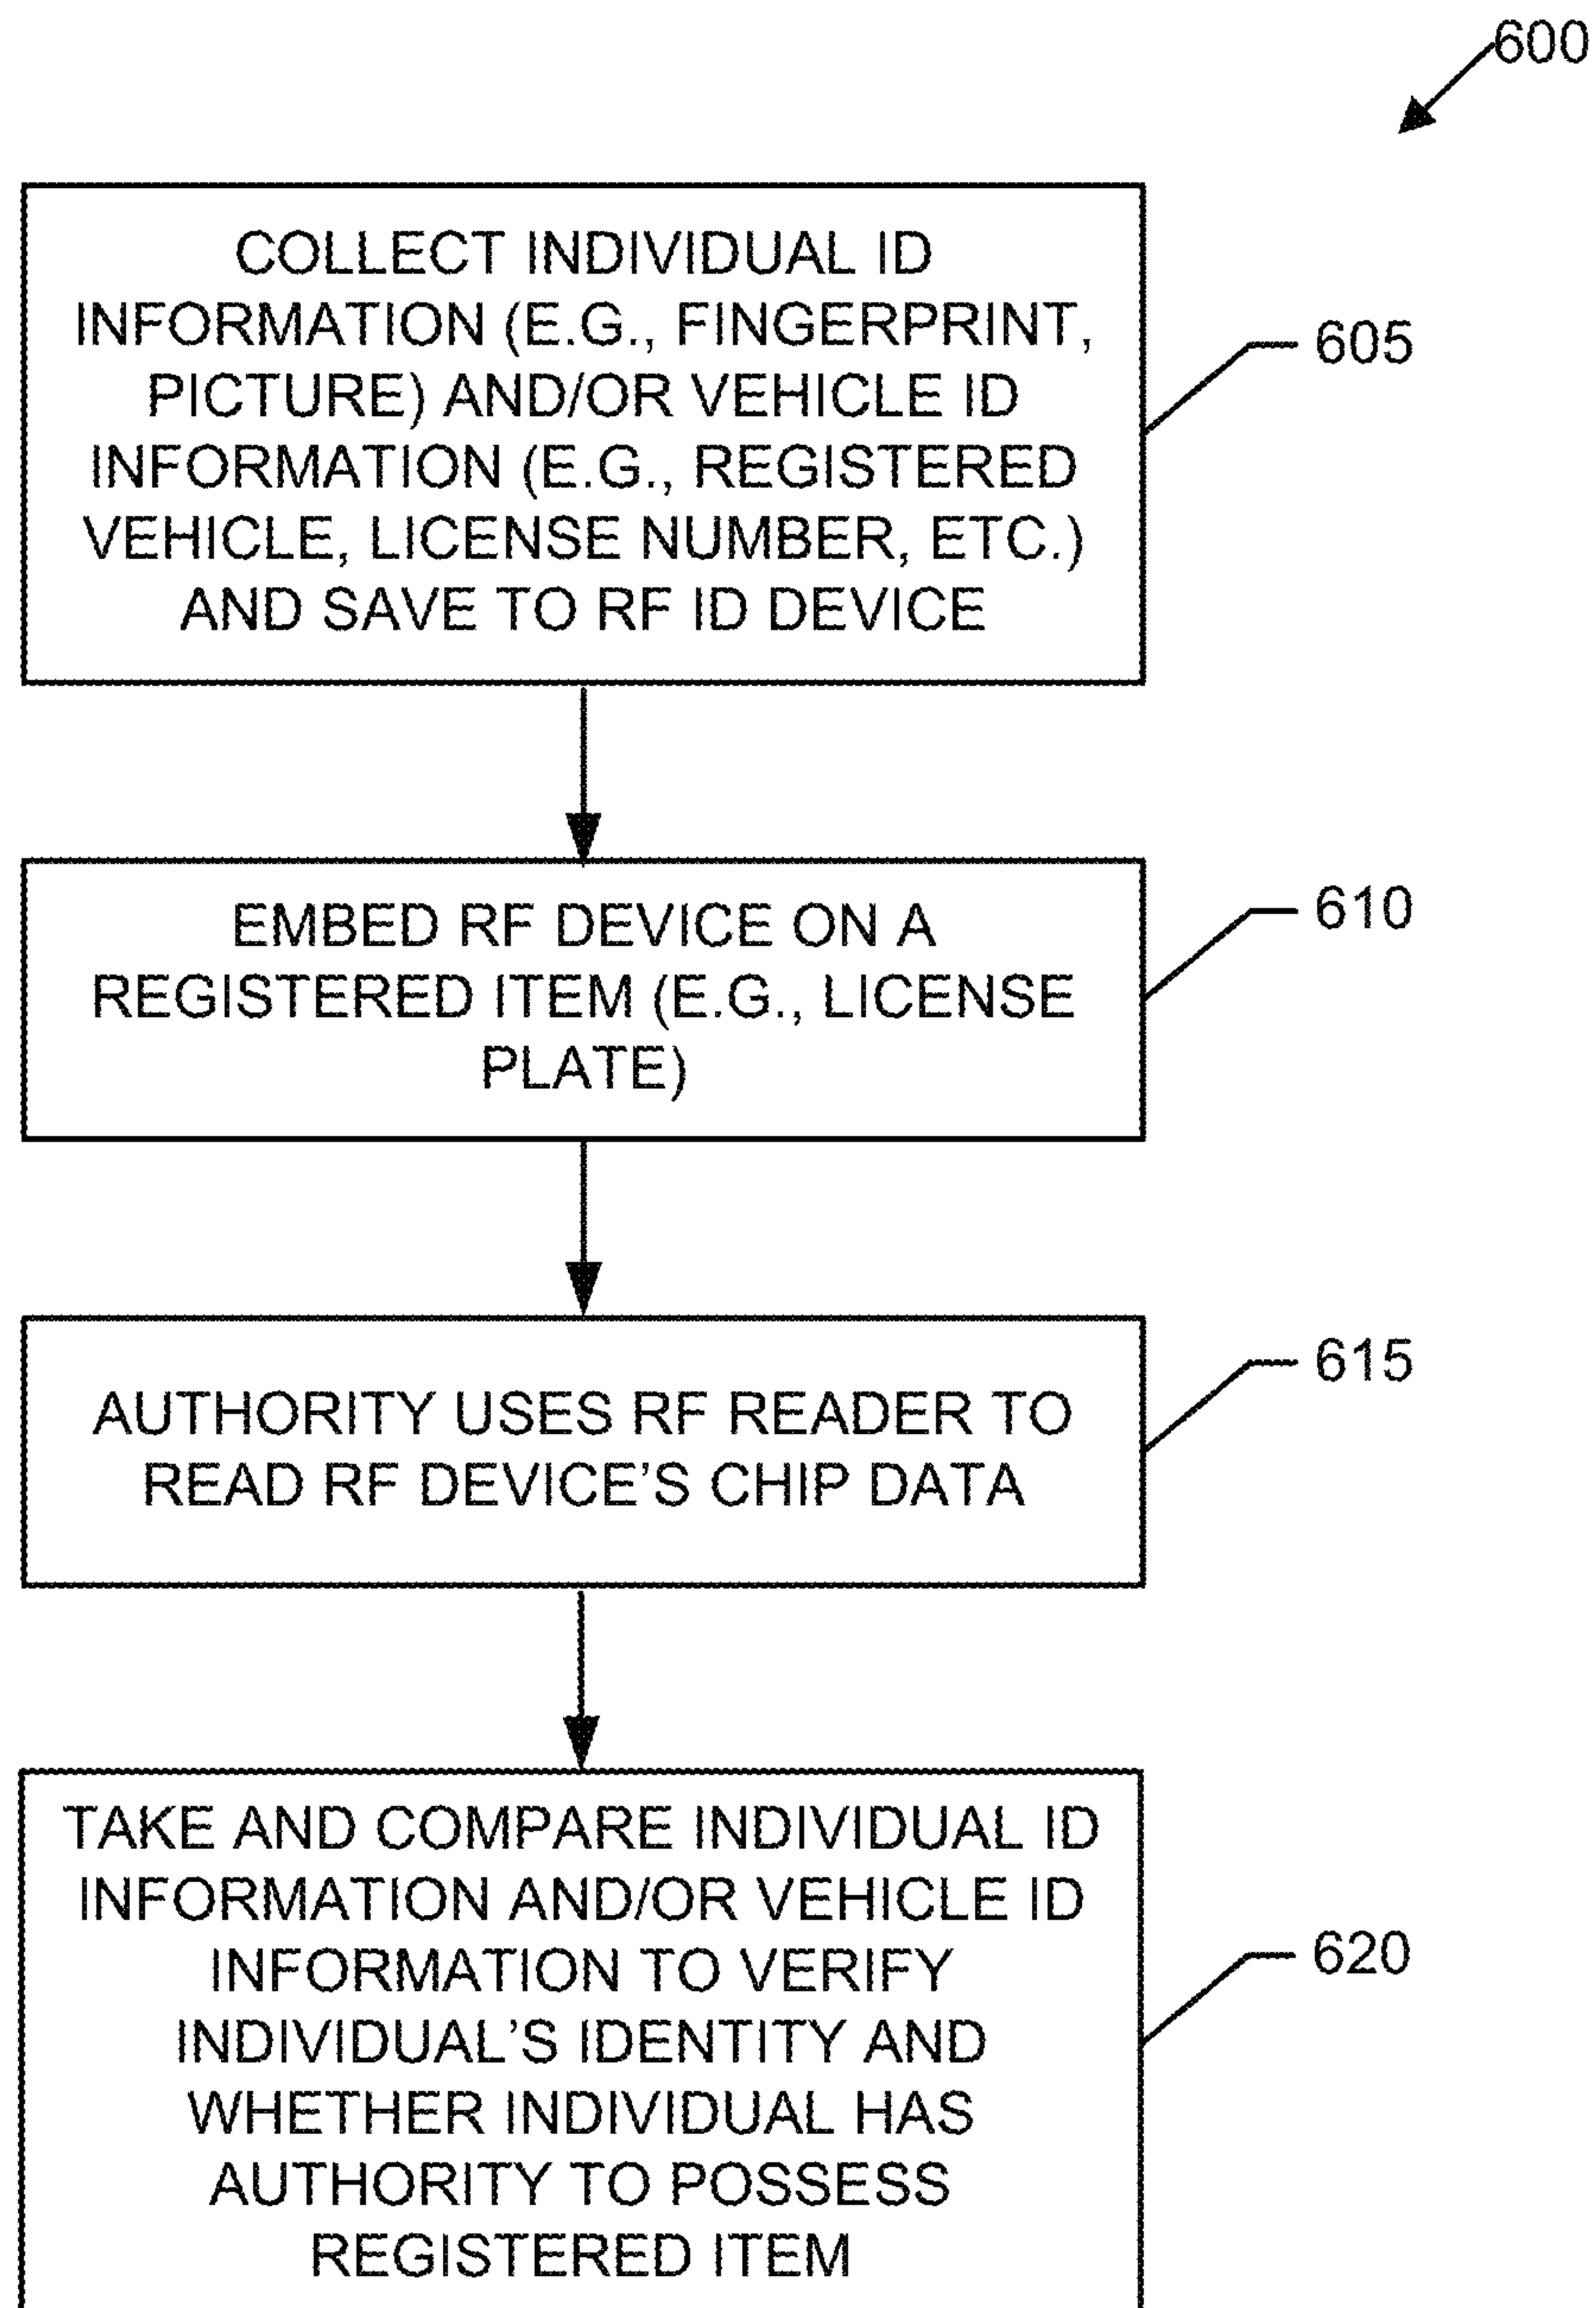 600
COLLECT INDIVIDUAL ID
INFORMATION (E.G., FINGERPRINT,
PICTURE) AND/OR VEHICLE ID
INFORMATION (E.G., REGISTERED
VEHICLE, LICENSE NUMBER, ETC.)
AND SAVE TO RF ID DEVICE
605
EMBED RF DEVICE ON A
REGISTERED ITEM (E.G., LICENSE
PLATE)
610
AUTHORITY USES RF READER TO
READ RF DEVICE'S CHIP DATA
615
TAKE AND COMPARE INDIVIDUAL ID
INFORMATION AND/OR VEHICLE ID
INFORMATION TO VERIFY
INDIVIDUAL'S IDENTITY AND
WHETHER INDIVIDUAL HAS
AUTHORITY TO POSSESS
REGISTERED ITEM
620